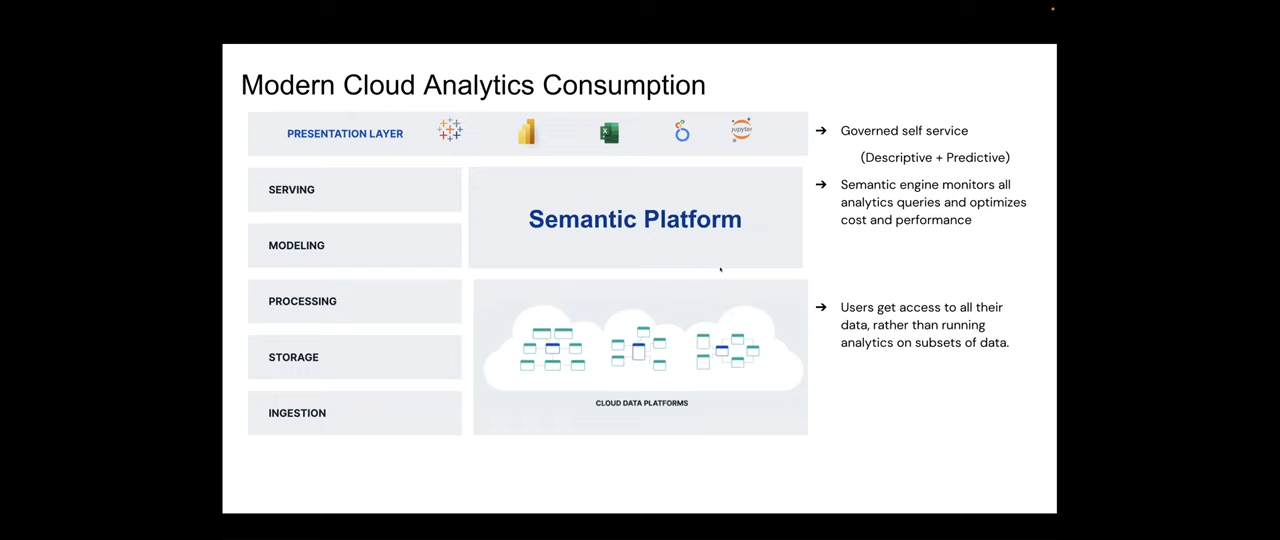 Modern Cloud Analytics Consumption
PRESENTATION LAYER
jupyter
SERVING
MODELING
PROCESSING
STORAGE
INGESTION
Semantic Platform
CLOUD DATA PLATFORMS
→ Governed self service
(Descriptive + Predictive)
→ Semantic engine monitors all
analytics queries and optimizes
cost and performance
→ Users get access to all their
data, rather than running
analytics on subsets of data.